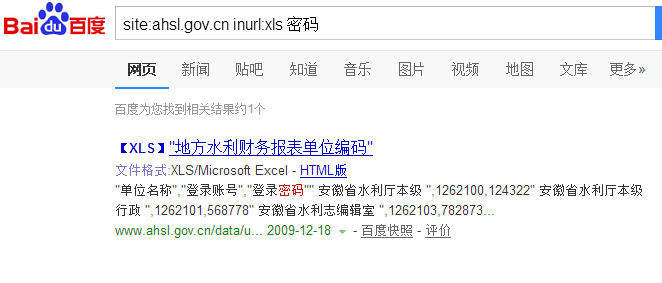 Bai du 百度 site:ahsl.gov.cn inurl:xls 密码
网页 新闻 贴吧 知道 音乐 图片 视频 地图 文库 更多»
百度为您找到相关结果约1个
【XLS】"地方水利财务报表单位编码"
文件格式:XLS/Microsoft Excel - HTML版
"单位名称","登录账号","登录密码"" 安徽省水利厅本级 ",1262100,124322" 安徽省水利厅本级
行政 ",1262101,568778" 安徽省水利志编辑室 ",1262103,782873...
www.ahsl.gov.cn/data/u... 2009-12-18 - 百度快照 - 评价